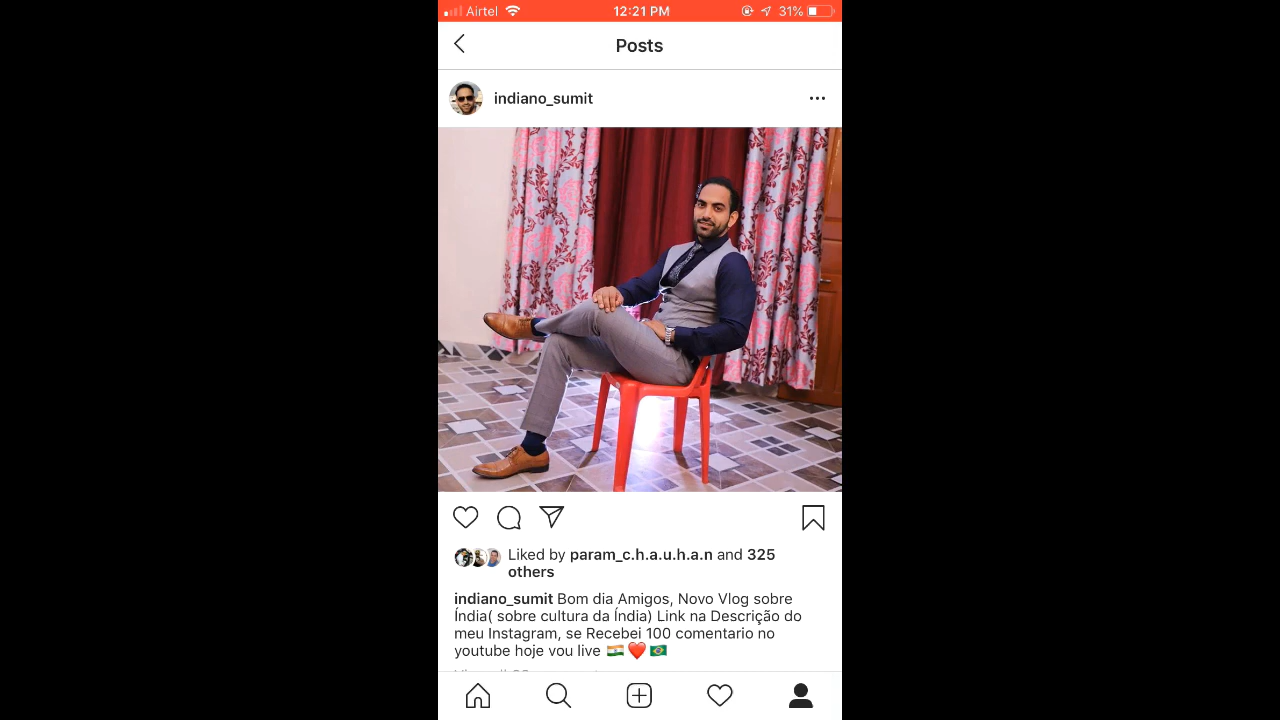 Airtel 12:21 PM 31%
Posts
indiano_sumit
Liked by param_c.h.a.u.h.a.n and 325
others
indiano_sumit Bom dia Amigos, Novo Vlog sobre
Índia( sobre cultura da Índia) Link na Descrição do
meu Instagram, se Recebei 100 comentario no
youtube hoje vou live 🇮🇳❤️🇧🇷